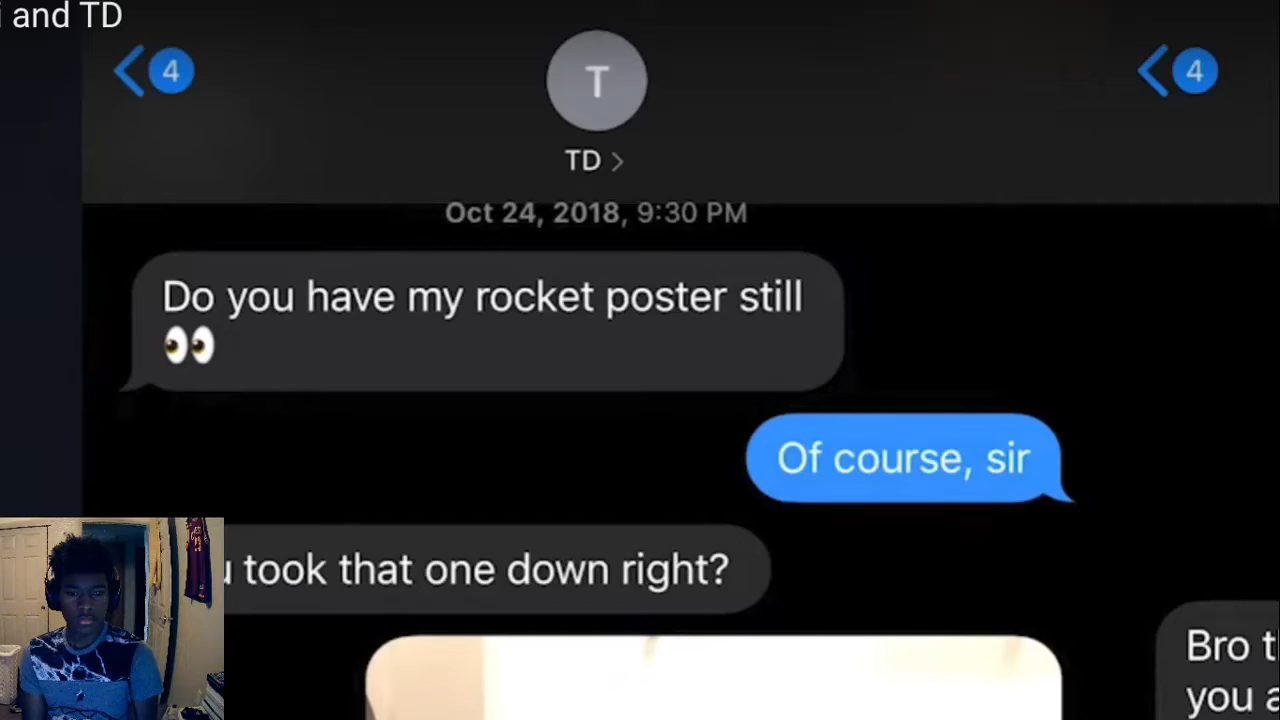 and TD
4
T
4
TD >
Oct 24, 2018, 9:30 PM
Do you have my rocket poster still
👀
Of course, sir
took that one down right?
Bro
you